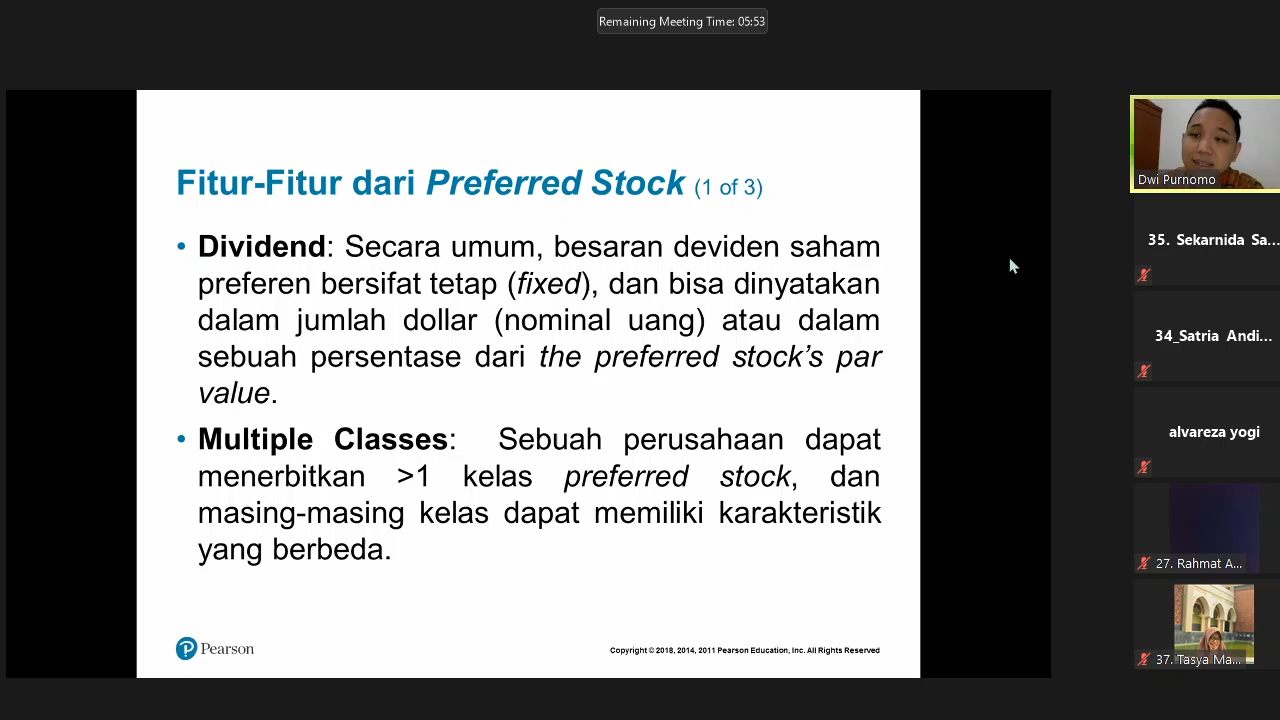 Remaining Meeting Time: 05:53
Fitur-Fitur dari Preferred Stock (1 of 3)
• Dividend: Secara umum, besaran deviden saham
preferen bersifat tetap (fixed), dan bisa dinyatakan
dalam jumlah dollar (nominal uang) atau dalam
sebuah persentase dari the preferred stock's par
value.
• Multiple Classes: Sebuah perusahaan dapat
menerbitkan >1 kelas preferred stock, dan
masing-masing kelas dapat memiliki karakteristik
yang berbeda.
Pearson
Copyright © 2018, 2014, 2011 Pearson Education, Inc. All Rights Reserved
Dwi Purnomo
35. Sekarnida Sa...
34_Satria Andi...
alvareza yogi
27. Rahmat A...
37. Tasya Ma...